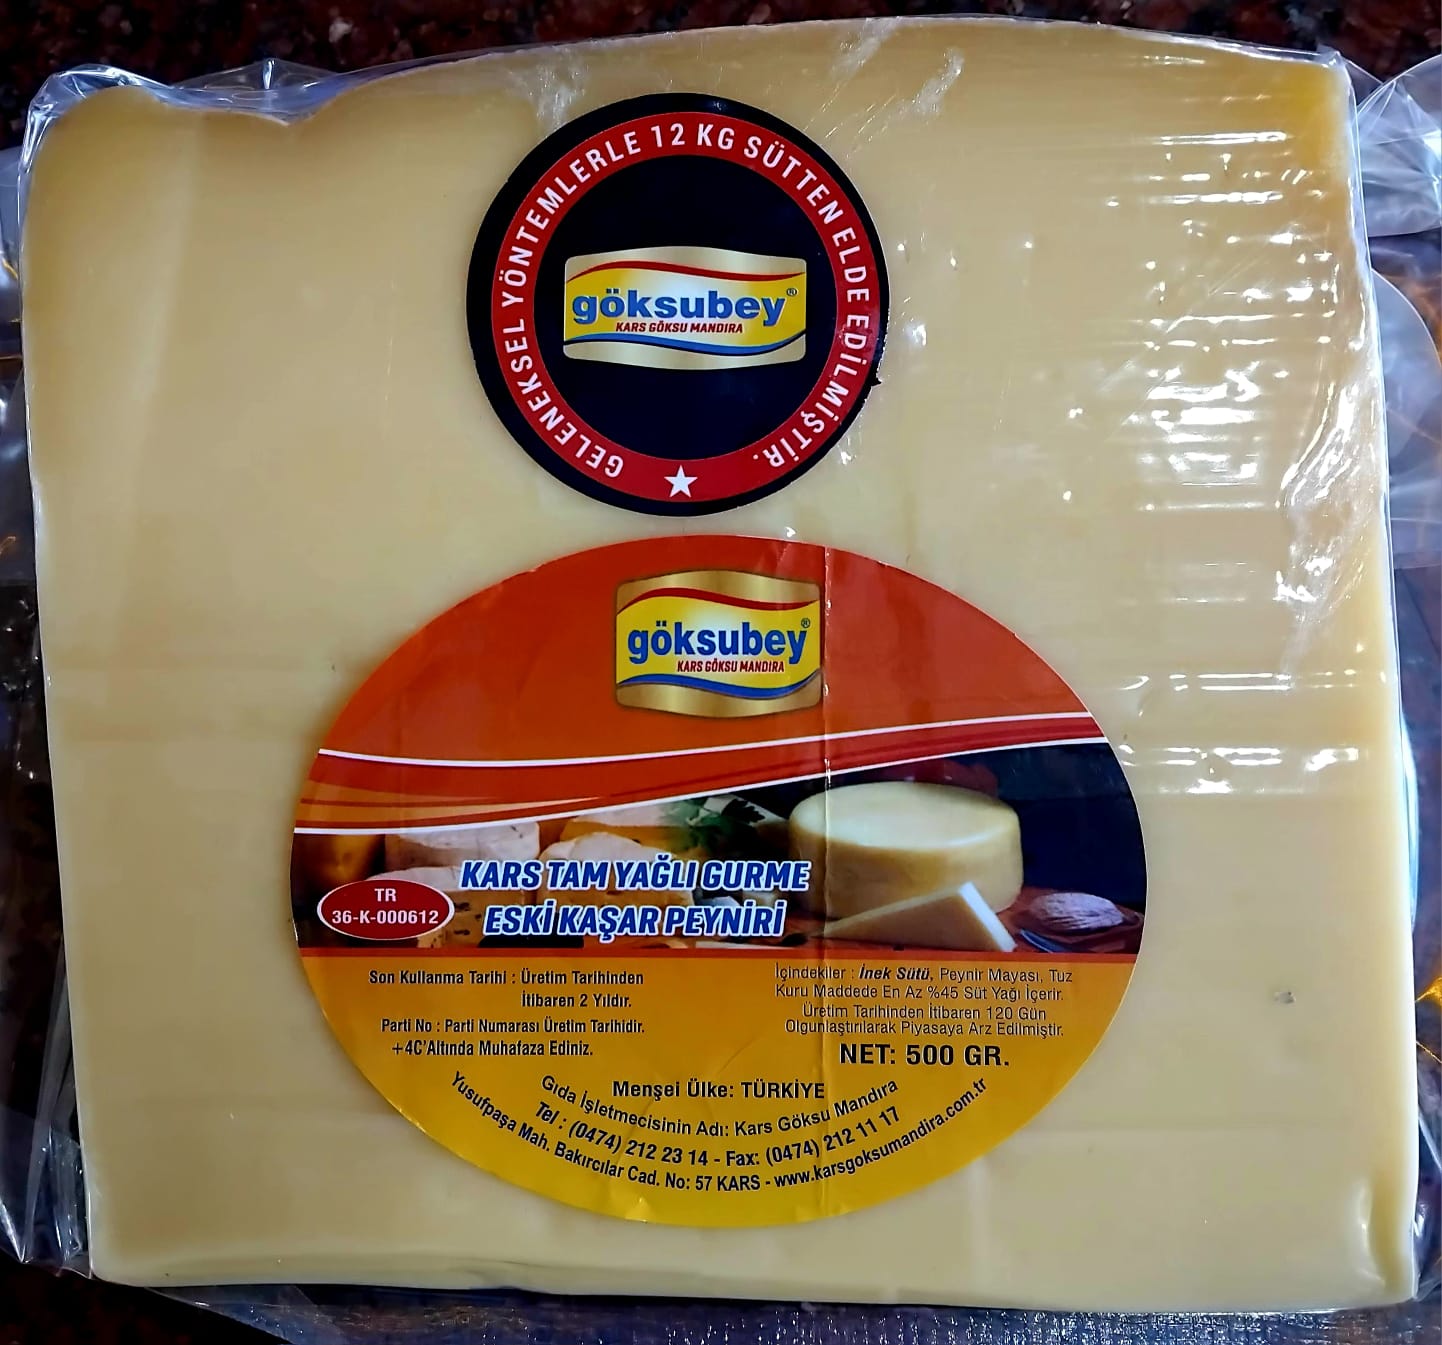 GELENEKSEL YÖNTEMLERLE 12 KG SÜTTEN ELDE EDİLMİŞTİR.
göksubey®
KARS GÖKSU MANDIRA
göksubey®
KARS GÖKSU MANDIRA
KARS TAM YAĞLI GURME
ESKİ KAŞAR PEYNİRİ
TR
36-K-000612
Son Kullanma Tarihi : Üretim Tarihinden
İtibaren 2 Yıldır.
Parti No : Parti Numarası Üretim Tarihidir.
+4C'Altında Muhafaza Ediniz.
İçindekiler : İnek Sütü, Peynir Mayası, Tuz
Kuru Maddede En Az %45 Süt Yağı İçerir.
Üretim Tarihinden İtibaren 120 Gün
Olgunlaştırılarak Piyasaya Arz Edilmiştir.
NET: 500 GR.
Menşei Ülke: TÜRKİYE
Gıda İşletmecisinin Adı: Kars Göksu Mandıra
Tel : (0474) 212 23 14 - Fax: (0474) 212 11 17
Yusufpaşa Mah. Bakırcılar Cad. No: 57 KARS - www.karsgoksumandira.com.tr